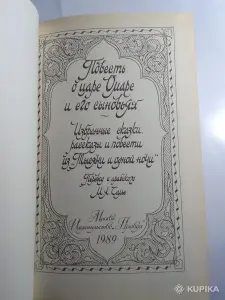 Повесть
о царе Омаре
и его сыновьях
Избранные сказки,
рассказы и повести
из "Тысячи и одной ночи"
Перевод с арабского
М. А. Салье
Москва
Издательство „Правда"
1989
KUPIKA